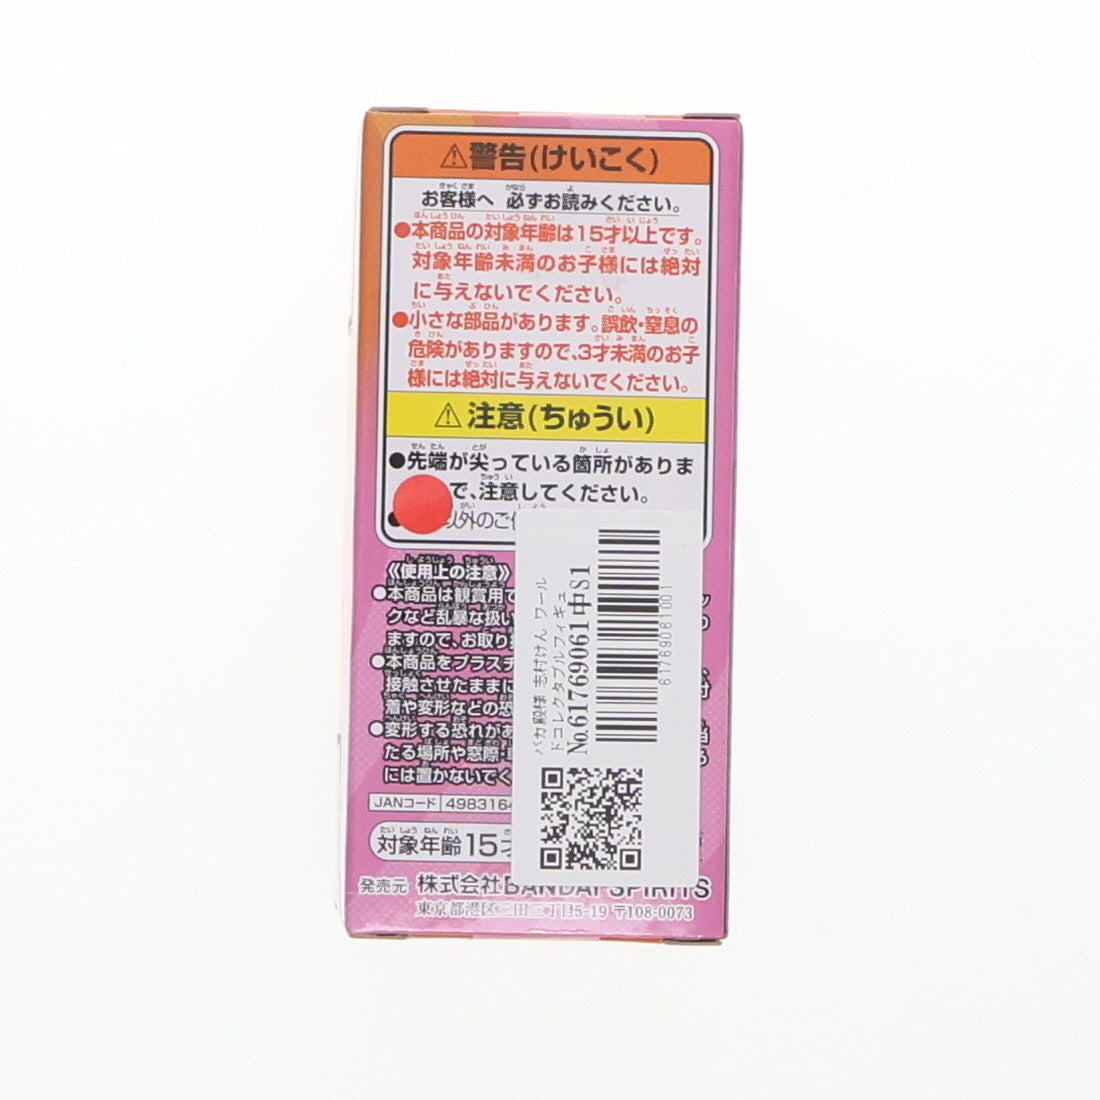 ⚠警告(けいこく)
お客様へ 必ずお読みください。
●本商品の対象年齢は15才以上です。
対象年齢未満のお子様には絶対
に与えないでください。
●小さな部品があります。誤飲・窒息の
危険がありますので、3才未満のお子
様には絶対に与えないでください。
⚠注意(ちゅうい)
●先端が尖っている箇所がありま
で、注意してください。
以外のご
《使用上の注意》
●本商品は観賞用で
クなど乱暴な扱い
ますので、お取り
●本商品をプラスチ
接触させたままに
着や変形などの恐
●変形する恐れがあ
たる場所や窓際・
には置かないでく
JANコード 4983164
対象年齢15才
発売元 株式会社BANDAI SPIRITS
東京都港区三田三丁目5-19 〒108-0073
バカ殿様 志村けん ワール
ドコレクタブルフィギュ
No.61769061中S1
6176906101001